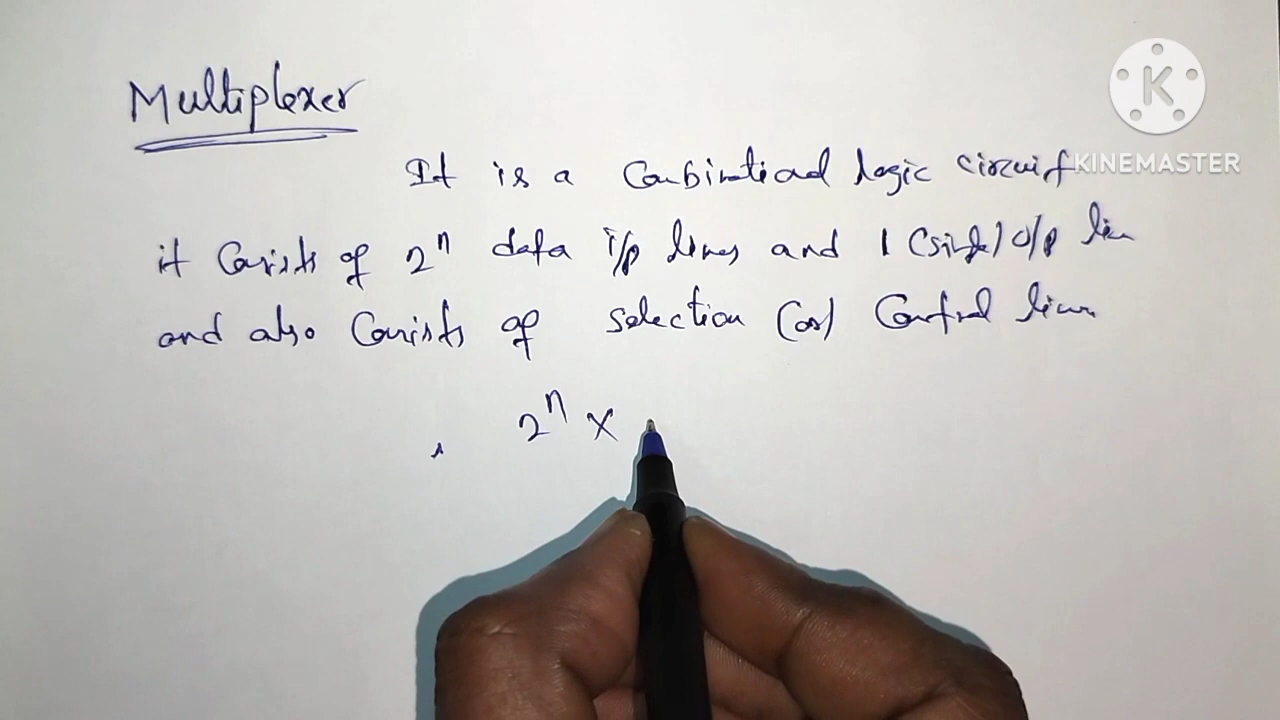 Multiplexer
K
KINEMASTER
It is a Combinational logic circuit
it Consists of 2ⁿ data i/p lines and 1 (single) o/p line
and also Consists of selection (or) Control lines
2ⁿ ×